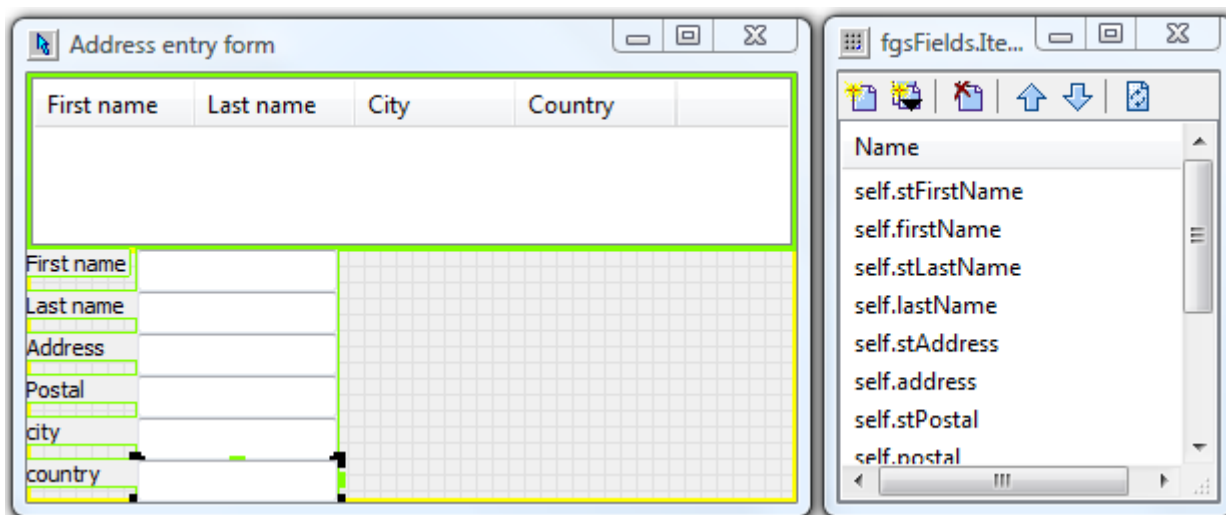 Address entry form
First name Last name City Country
First name
Last name
Address
Postal
city
country
fgsFields.Ite...
Name
self.stFirstName
self.firstName
self.stLastName
self.lastName
self.stAddress
self.address
self.stPostal
self.postal